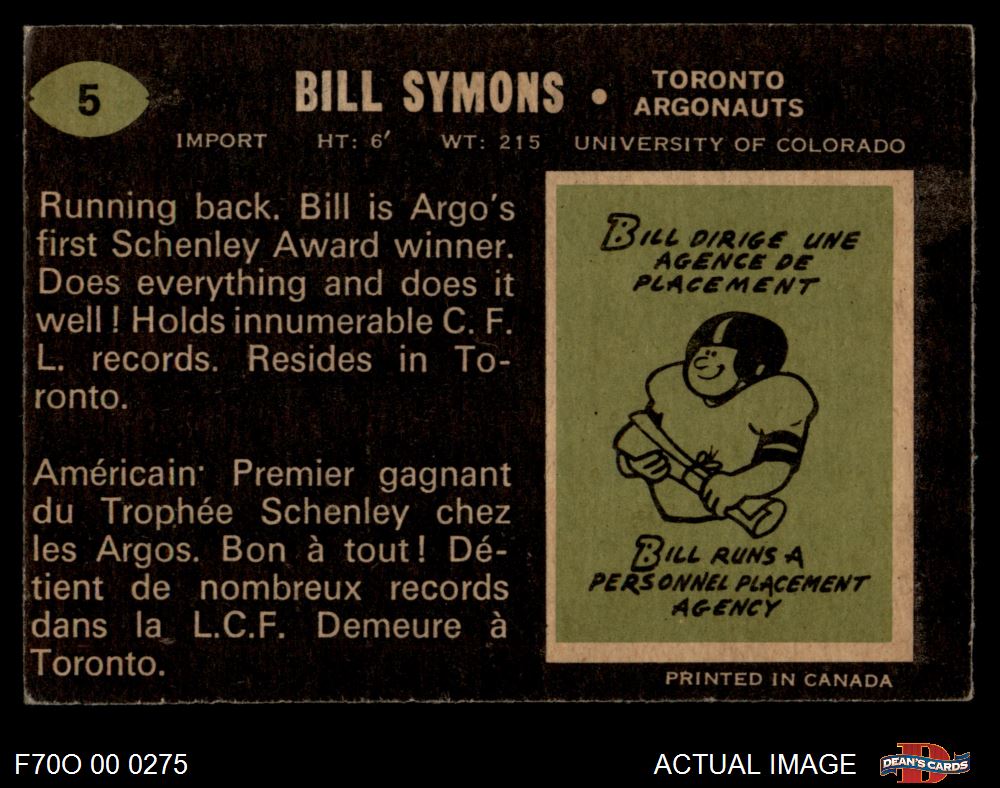 5
BILL SYMONS • TORONTO ARGONAUTS
IMPORT HT: 6′ WT: 215 UNIVERSITY OF COLORADO
Running back. Bill is Argo's
first Schenley Award winner.
Does everything and does it
well! Holds innumerable C. F.
L. records. Resides in To-
ronto.
Américain: Premier gagnant
du Trophée Schenley chez
les Argos. Bon à tout! Dé-
tient de nombreux records
dans la L.C.F. Demeure à
Toronto.
BILL DIRIGE UNE
AGENCE DE
PLACEMENT
BILL RUNS A
PERSONNEL PLACEMENT
AGENCY
PRINTED IN CANADA
F70O 00 0275
ACTUAL IMAGE
D
DEAN'S CARDS